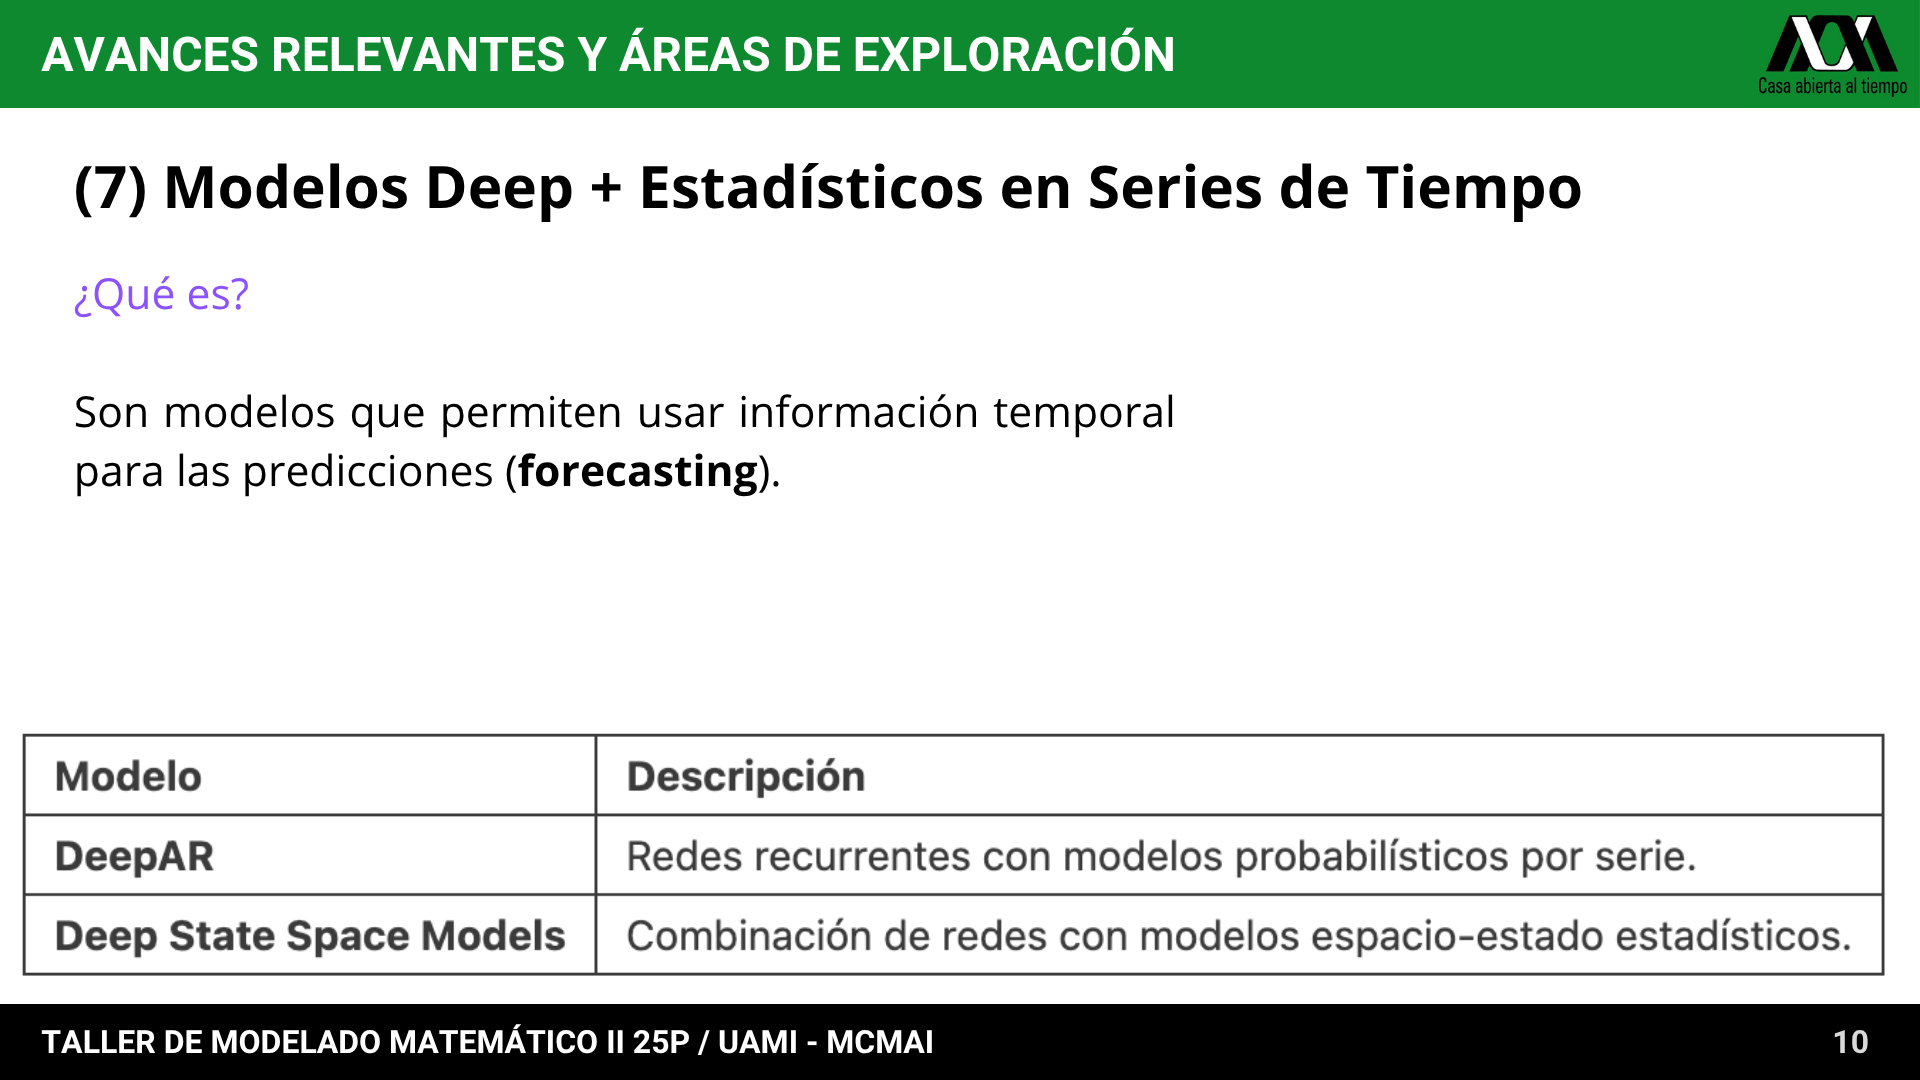 AVANCES RELEVANTES Y ÁREAS DE EXPLORACIÓN
Casa abierta al tiempo
(7) Modelos Deep + Estadísticos en Series de Tiempo
¿Qué es?
Son modelos que permiten usar información temporal
para las predicciones (forecasting).
Modelo Descripción
DeepAR Redes recurrentes con modelos probabilísticos por serie.
Deep State Space Models Combinación de redes con modelos espacio-estado estadísticos.
TALLER DE MODELADO MATEMÁTICO II 25P / UAMI - MCMAI 10